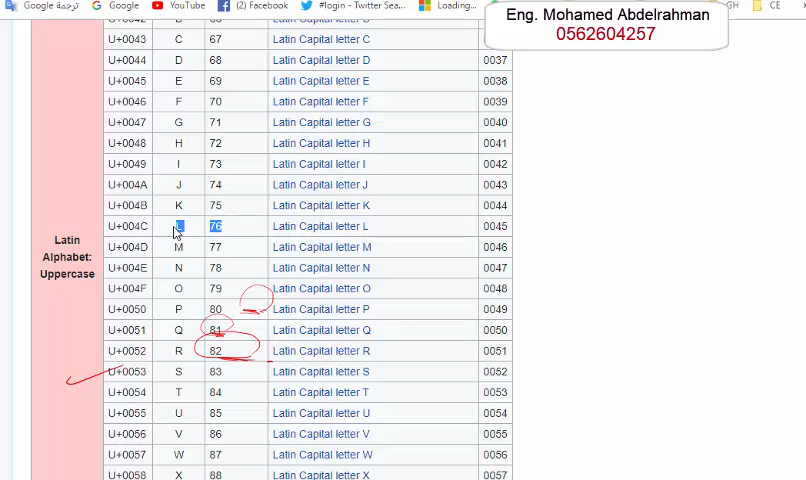 ترجمة Google
Google
YouTube
(2) Facebook
#login - Twitter Sea...
Loading...
GH
CE
Eng. Mohamed Abdelrahman
0562604257
U+0043 C 67 Latin Capital letter C
U+0044 D 68 Latin Capital letter D 0037
U+0045 E 69 Latin Capital letter E 0038
U+0046 F 70 Latin Capital letter F 0039
U+0047 G 71 Latin Capital letter G 0040
U+0048 H 72 Latin Capital letter H 0041
U+0049 I 73 Latin Capital letter I 0042
U+004A J 74 Latin Capital letter J 0043
U+004B K 75 Latin Capital letter K 0044
U+004C L 76 Latin Capital letter L 0045
Latin
Alphabet:
Uppercase
U+004D M 77 Latin Capital letter M 0046
U+004E N 78 Latin Capital letter N 0047
U+004F O 79 Latin Capital letter O 0048
U+0050 P 80 Latin Capital letter P 0049
U+0051 Q 81 Latin Capital letter Q 0050
U+0052 R 82 Latin Capital letter R 0051
U+0053 S 83 Latin Capital letter S 0052
U+0054 T 84 Latin Capital letter T 0053
U+0055 U 85 Latin Capital letter U 0054
U+0056 V 86 Latin Capital letter V 0055
U+0057 W 87 Latin Capital letter W 0056
U+0058 X 88 Latin Capital letter X 0057